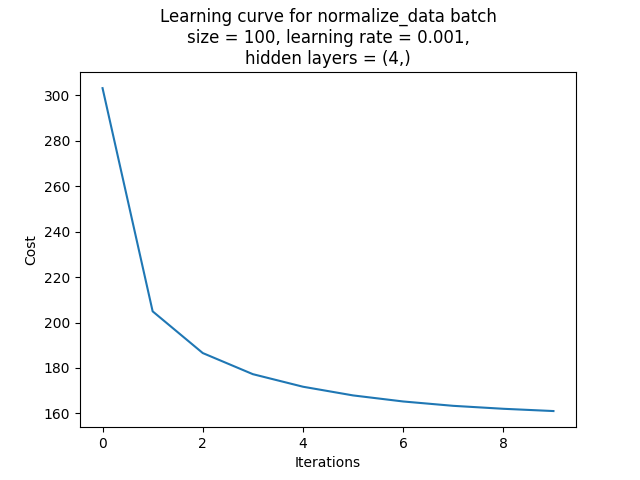 Learning curve for normalize_data batch
size = 100, learning rate = 0.001,
hidden layers = (4,)
300
280
260
240
220
200
180
160
Cost
0 2 4 6 8
Iterations